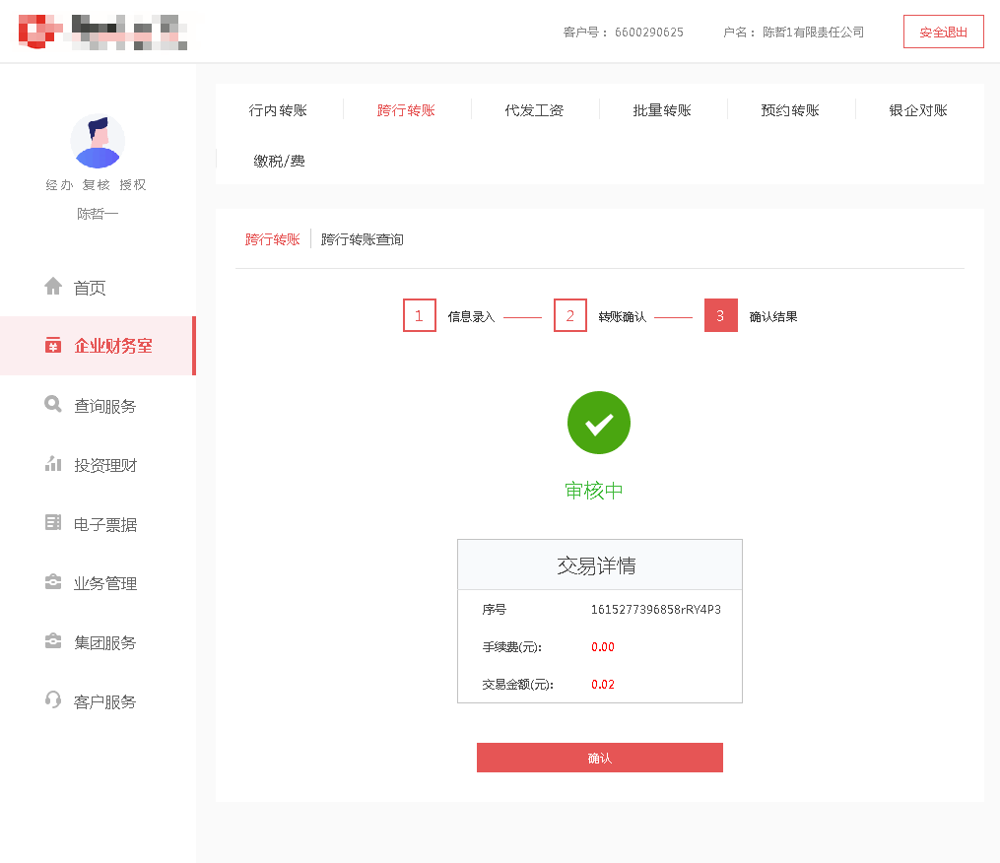 客户号： 6600290625 户名： 陈哲1有限责任公司 安全退出
行内转账 跨行转账 代发工资 批量转账 预约转账 银企对账
缴税/费
经办 复核 授权
陈哲一
首页
企业财务室
查询服务
投资理财
电子票据
业务管理
集团服务
客户服务
跨行转账 跨行转账查询
1 信息录入 2 转账确认 3 确认结果
审核中
交易详情
序号 1615277396858rRY4P3
手续费(元): 0.00
交易金额(元): 0.02
确认